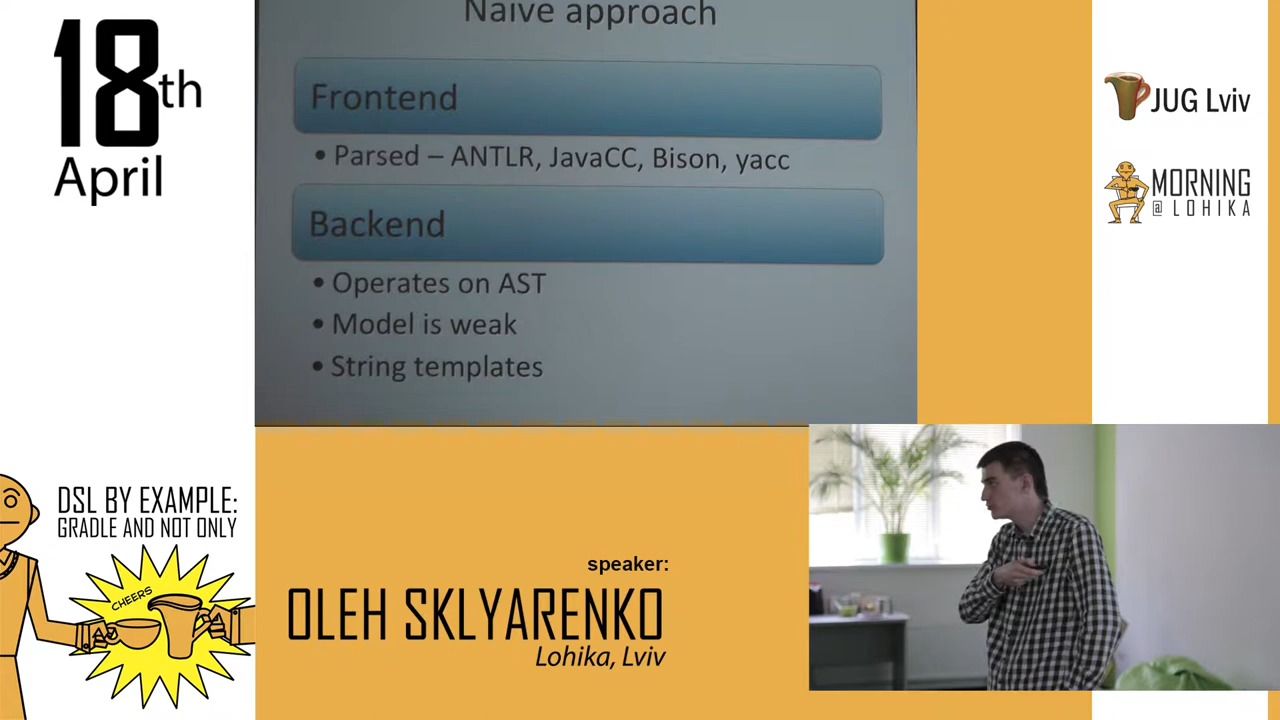 18th
April
Naïve approach
Frontend
• Parsed – ANTLR, JavaCC, Bison, yacc
Backend
• Operates on AST
• Model is weak
• String templates
JUG Lviv
MORNING
@ LOHIKA
DSL BY EXAMPLE:
GRADLE AND NOT ONLY
CHEERS
speaker:
OLEH SKLYARENKO
Lohika, Lviv